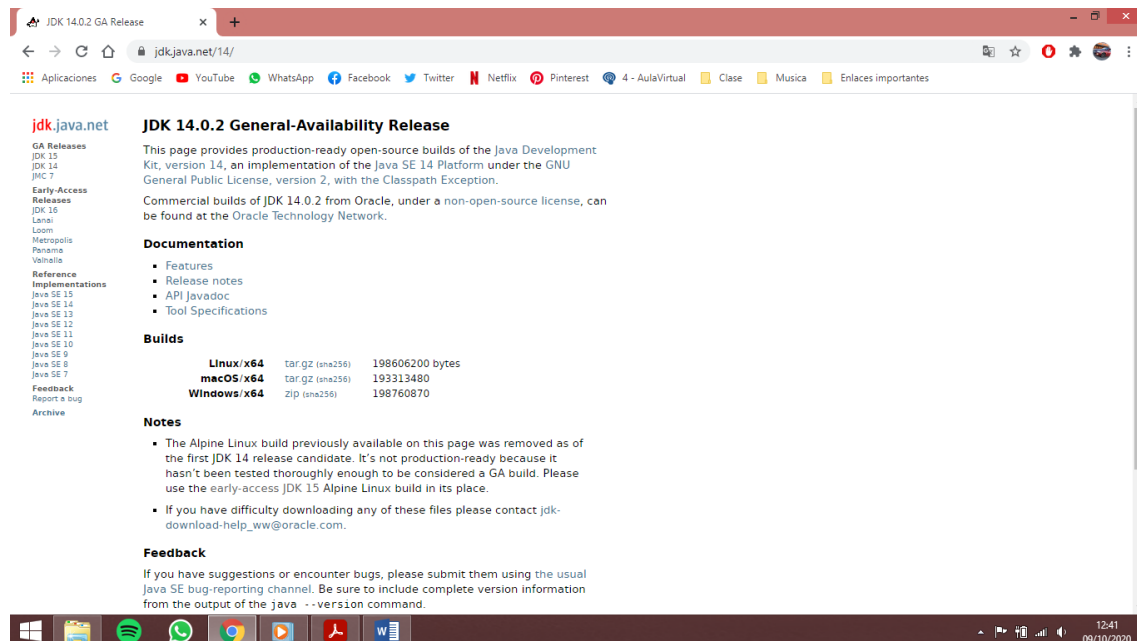 JDK 14.0.2 GA Release
jdk.java.net/14/
Aplicaciones Google YouTube WhatsApp Facebook Twitter Netflix Pinterest 4 - AulaVirtual Clase Musica Enlaces importantes
jdk.java.net
GA Releases
JDK 15
JDK 14
JMC 7
Early-Access
Releases
JDK 16
Lanai
Loom
Metropolis
Panama
Valhalla
Reference
Implementations
Java SE 15
Java SE 14
Java SE 13
Java SE 12
Java SE 11
Java SE 10
Java SE 9
Java SE 8
Java SE 7
Feedback
Report a bug
Archive
JDK 14.0.2 General-Availability Release
This page provides production-ready open-source builds of the Java Development
Kit, version 14, an implementation of the Java SE 14 Platform under the GNU
General Public License, version 2, with the Classpath Exception.
Commercial builds of JDK 14.0.2 from Oracle, under a non-open-source license, can
be found at the Oracle Technology Network.
Documentation
Features
Release notes
API Javadoc
Tool Specifications
Builds
Linux/x64 tar.gz (sha256) 198606200 bytes
macOS/x64 tar.gz (sha256) 193313480
Windows/x64 zip (sha256) 198760870
Notes
The Alpine Linux build previously available on this page was removed as of
the first JDK 14 release candidate. It's not production-ready because it
hasn't been tested thoroughly enough to be considered a GA build. Please
use the early-access JDK 15 Alpine Linux build in its place.
If you have difficulty downloading any of these files please contact jdk-
download-help_ww@oracle.com.
Feedback
If you have suggestions or encounter bugs, please submit them using the usual
Java SE bug-reporting channel. Be sure to include complete version information
from the output of the java --version command.
12:41
09/10/2020